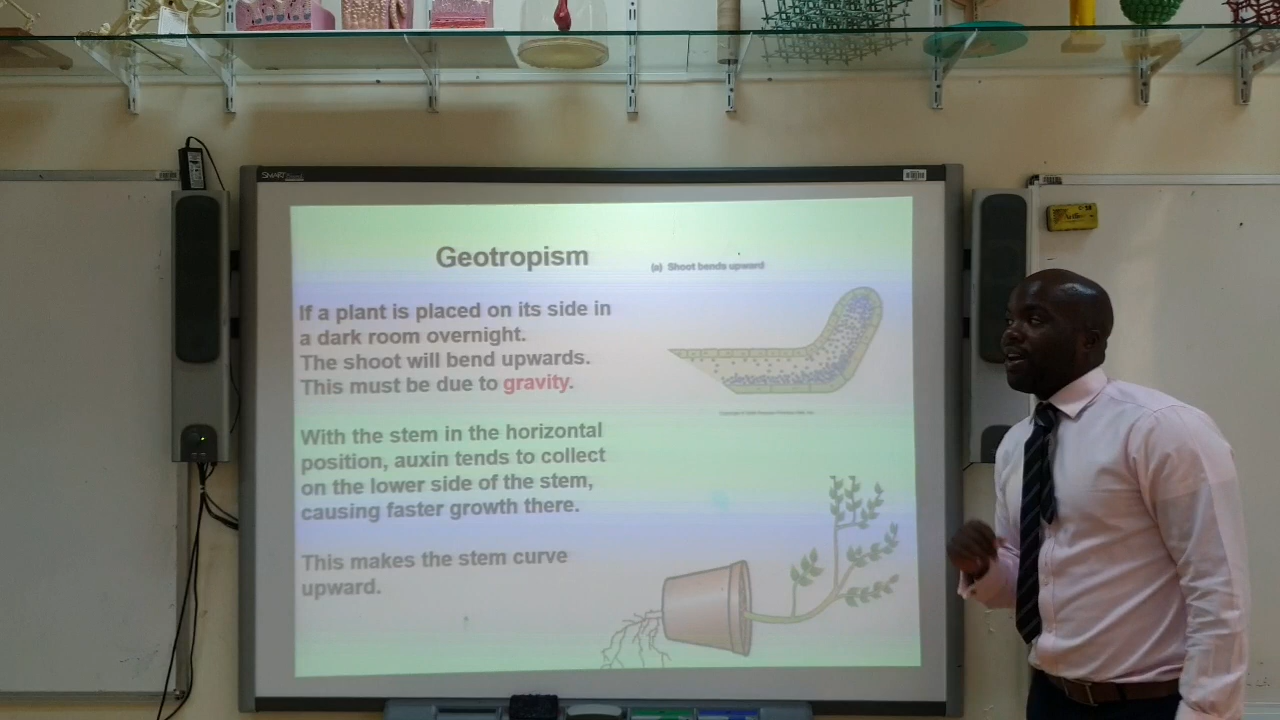 SMART
Geotropism
(a) Shoot bends upward
If a plant is placed on its side in
a dark room overnight.
The shoot will bend upwards.
This must be due to gravity.
With the stem in the horizontal
position, auxin tends to collect
on the lower side of the stem,
causing faster growth there.
This makes the stem curve
upward.